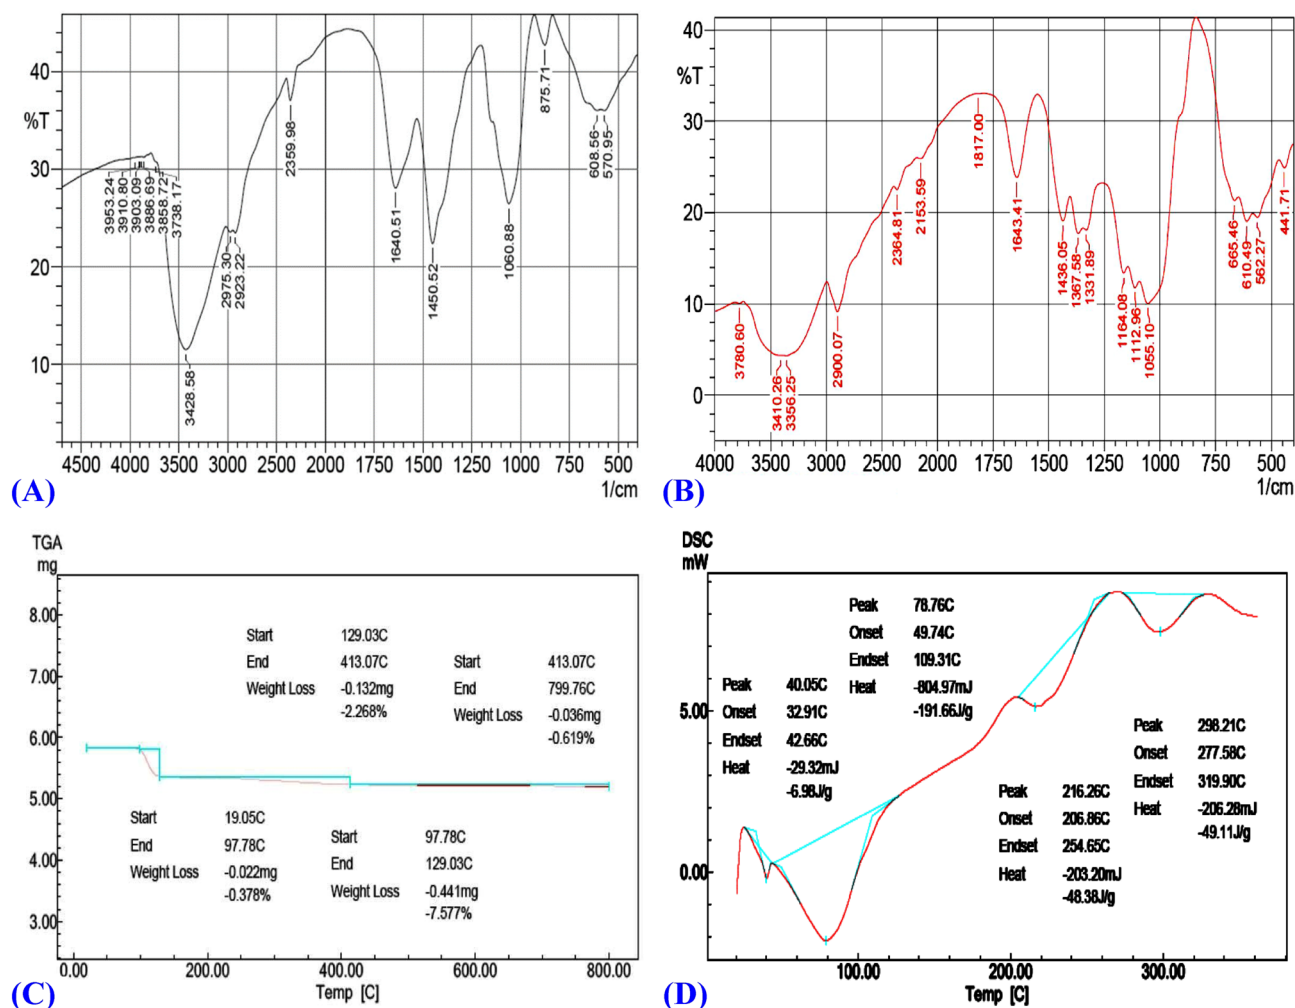 40
%T
30
20
10
3953.24
3910.80
3903.09
3886.69
3858.72
3738.17
3428.58
2975.30
2923.22
2359.98
1640.51
1450.52
1060.88
875.71
608.56
570.95
4500 4000 3500 3000 2500 2000 1750 1500 1250 1000 750 500
1/cm
(A)
40
%T
30
20
10
0
3780.60
3410.26
3356.25
2900.07
2364.81
2153.59
1817.00
1643.41
1436.05
1367.58
1331.89
1164.08
1112.96
1055.10
665.46
610.49
562.27
441.71
4000 3500 3000 2500 2000 1750 1500 1250 1000 750 500
1/cm
(B)
TGA
mg
8.00
7.00
6.00
5.00
4.00
3.00
Start 129.03C
End 413.07C
Weight Loss -0.132mg
-2.268%
Start 413.07C
End 799.76C
Weight Loss -0.036mg
-0.619%
Start 19.05C
End 97.78C
Weight Loss -0.022mg
-0.378%
Start 97.78C
End 129.03C
Weight Loss -0.441mg
-7.577%
0.00 200.00 400.00 600.00 800.00
Temp [C]
(C)
DSC
mW
5.00
0.00
Peak 40.05C
Onset 32.91C
Endset 42.66C
Heat -29.32mJ
-6.98J/g
Peak 78.76C
Onset 49.74C
Endset 109.31C
Heat -804.97mJ
-191.66J/g
Peak 216.26C
Onset 206.86C
Endset 254.65C
Heat -203.20mJ
-48.38J/g
Peak 298.21C
Onset 277.58C
Endset 319.90C
Heat -206.28mJ
-49.11J/g
100.00 200.00 300.00
Temp [C]
(D)